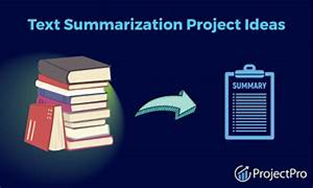 Text Summarization Project Ideas
SUMMARY
ProjectPro